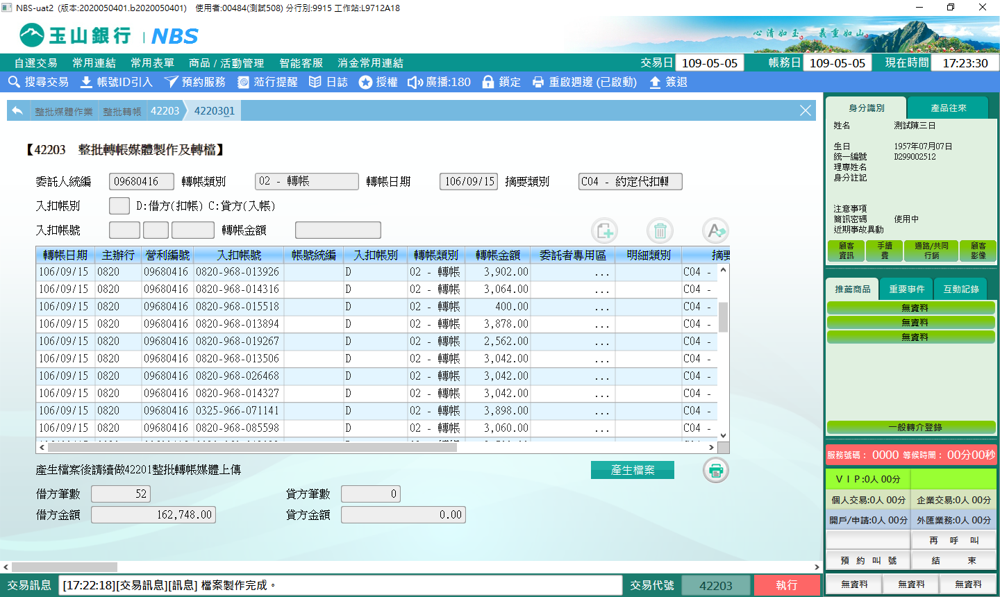 NBS-uat2 (版本:2020050401.b2020050401) 使用者:00484(測試508) 分行別:9915 工作站:L9712A18
玉山銀行 NBS
心清如玉。義重如山。
自選交易 常用連結 常用表單 商品 / 活動管理 智能客服 消金常用連結 交易日 109-05-05 帳務日 109-05-05 現在時間 17:23:30
搜尋交易 帳號ID引入 預約服務 蒞行提醒 日誌 授權 廣播:180 鎖定 重啟週邊 (已啟動) 簽退
整批媒體作業 整批轉帳 42203 4220301
【42203 整批轉帳媒體製作及轉檔】
委託人統編 09680416 轉帳類別 02 - 轉帳 轉帳日期 106/09/15 摘要類別 C04 - 約定代扣轉
入扣帳別 D:借方(扣帳) C:貸方(入帳)
入扣帳號 轉帳金額
轉帳日期 主辦行 營利編號 入扣帳號 帳號統編 入扣帳別 轉帳類別 轉帳金額 委託者專用區 明細類別 摘要
106/09/15 0820 09680416 0820-968-013926 D 02 - 轉帳 3,902.00 ... C04 -
106/09/15 0820 09680416 0820-968-014316 D 02 - 轉帳 3,064.00 ... C04 -
106/09/15 0820 09680416 0820-968-015518 D 02 - 轉帳 400.00 ... C04 -
106/09/15 0820 09680416 0820-968-013894 D 02 - 轉帳 3,878.00 ... C04 -
106/09/15 0820 09680416 0820-968-019267 D 02 - 轉帳 2,562.00 ... C04 -
106/09/15 0820 09680416 0820-968-013506 D 02 - 轉帳 3,042.00 ... C04 -
106/09/15 0820 09680416 0820-968-026468 D 02 - 轉帳 3,042.00 ... C04 -
106/09/15 0820 09680416 0820-968-014327 D 02 - 轉帳 3,042.00 ... C04 -
106/09/15 0820 09680416 0325-966-071141 D 02 - 轉帳 3,898.00 ... C04 -
106/09/15 0820 09680416 0820-968-085598 D 02 - 轉帳 3,060.00 ... C04 -
產生檔案後請續做42201整批轉帳媒體上傳 產生檔案
借方筆數 52 貸方筆數 0
借方金額 162,748.00 貸方金額 0.00
交易訊息 [17:22:18][交易訊息][訊息] 檔案製作完成。 交易代號 42203 執行
身分識別 產品往來
姓名 測試陳三日
生日 1957年07月07日
統一編號 D299002512
理專姓名
身分註記
注意事項
簡訊密碼 使用中
近期事故異動
顧客資訊 手續費 通路/共同行銷 顧客影像
推薦商品 重要事件 互動記錄
無資料
無資料
無資料
一般轉介登錄
服務號碼： 0000 等候時間： 00分00秒
ＶＩＰ:0人 00分
個人交易:0人 00分 企業交易:0人 00分
開戶/申請:0人 00分 外匯業務:0人 00分
再 呼 叫
預 約 叫 號 結 束
無資料 無資料 無資料